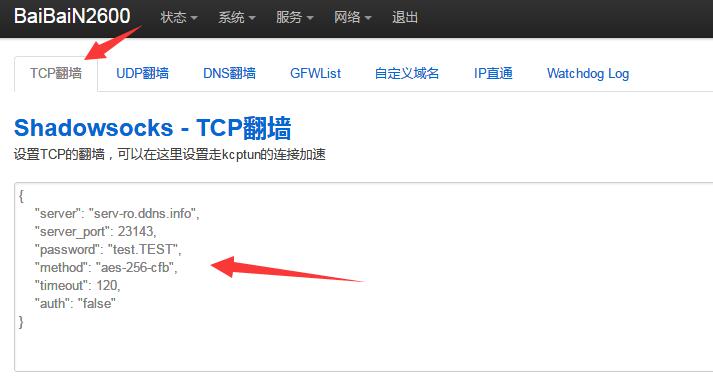 BaiBaiN2600 状态 系统 服务 网络 退出
TCP翻墙 UDP翻墙 DNS翻墙 GFWList 自定义域名 IP直通 Watchdog Log
Shadowsocks - TCP翻墙
设置TCP的翻墙，可以在这里设置走kcptun的连接加速
{
"server": "serv-ro.ddns.info",
"server_port": 23143,
"password": "test.TEST",
"method": "aes-256-cfb",
"timeout": 120,
"auth": "false"
}